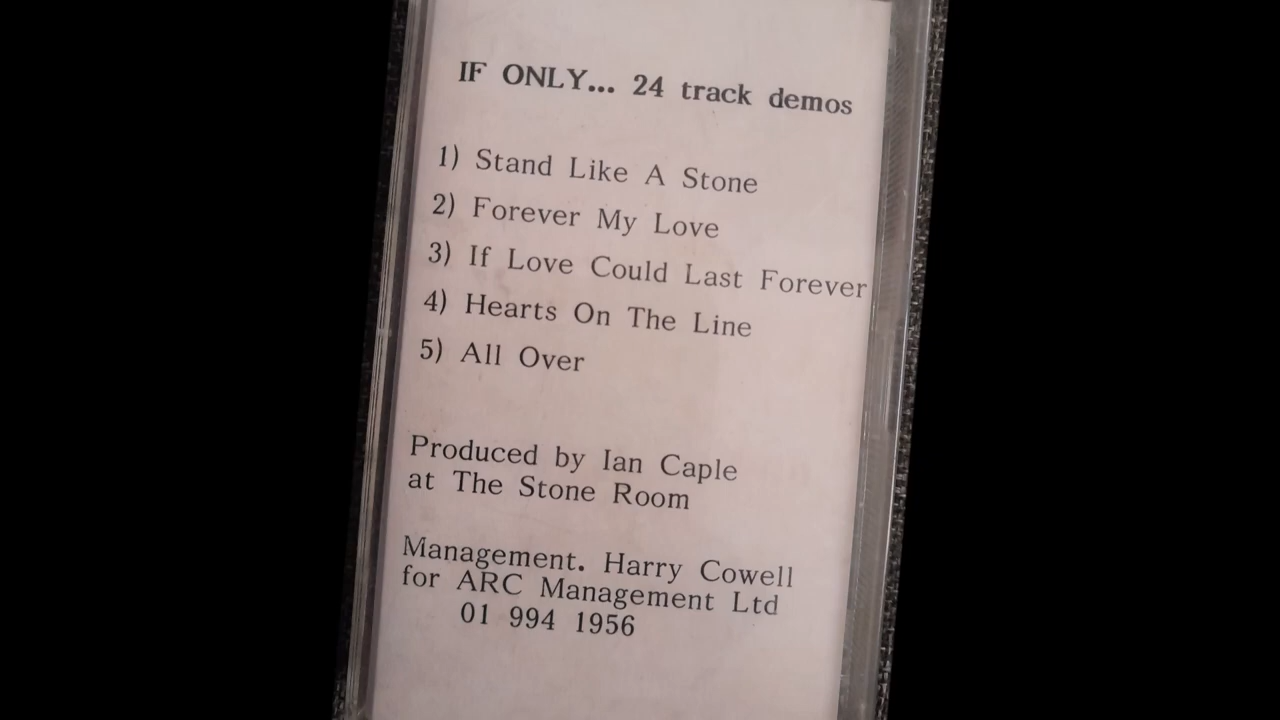 IF ONLY... 24 track demos
1) Stand Like A Stone
2) Forever My Love
3) If Love Could Last Forever
4) Hearts On The Line
5) All Over
Produced by Ian Caple
at The Stone Room
Management. Harry Cowell
for ARC Management Ltd
01 994 1956